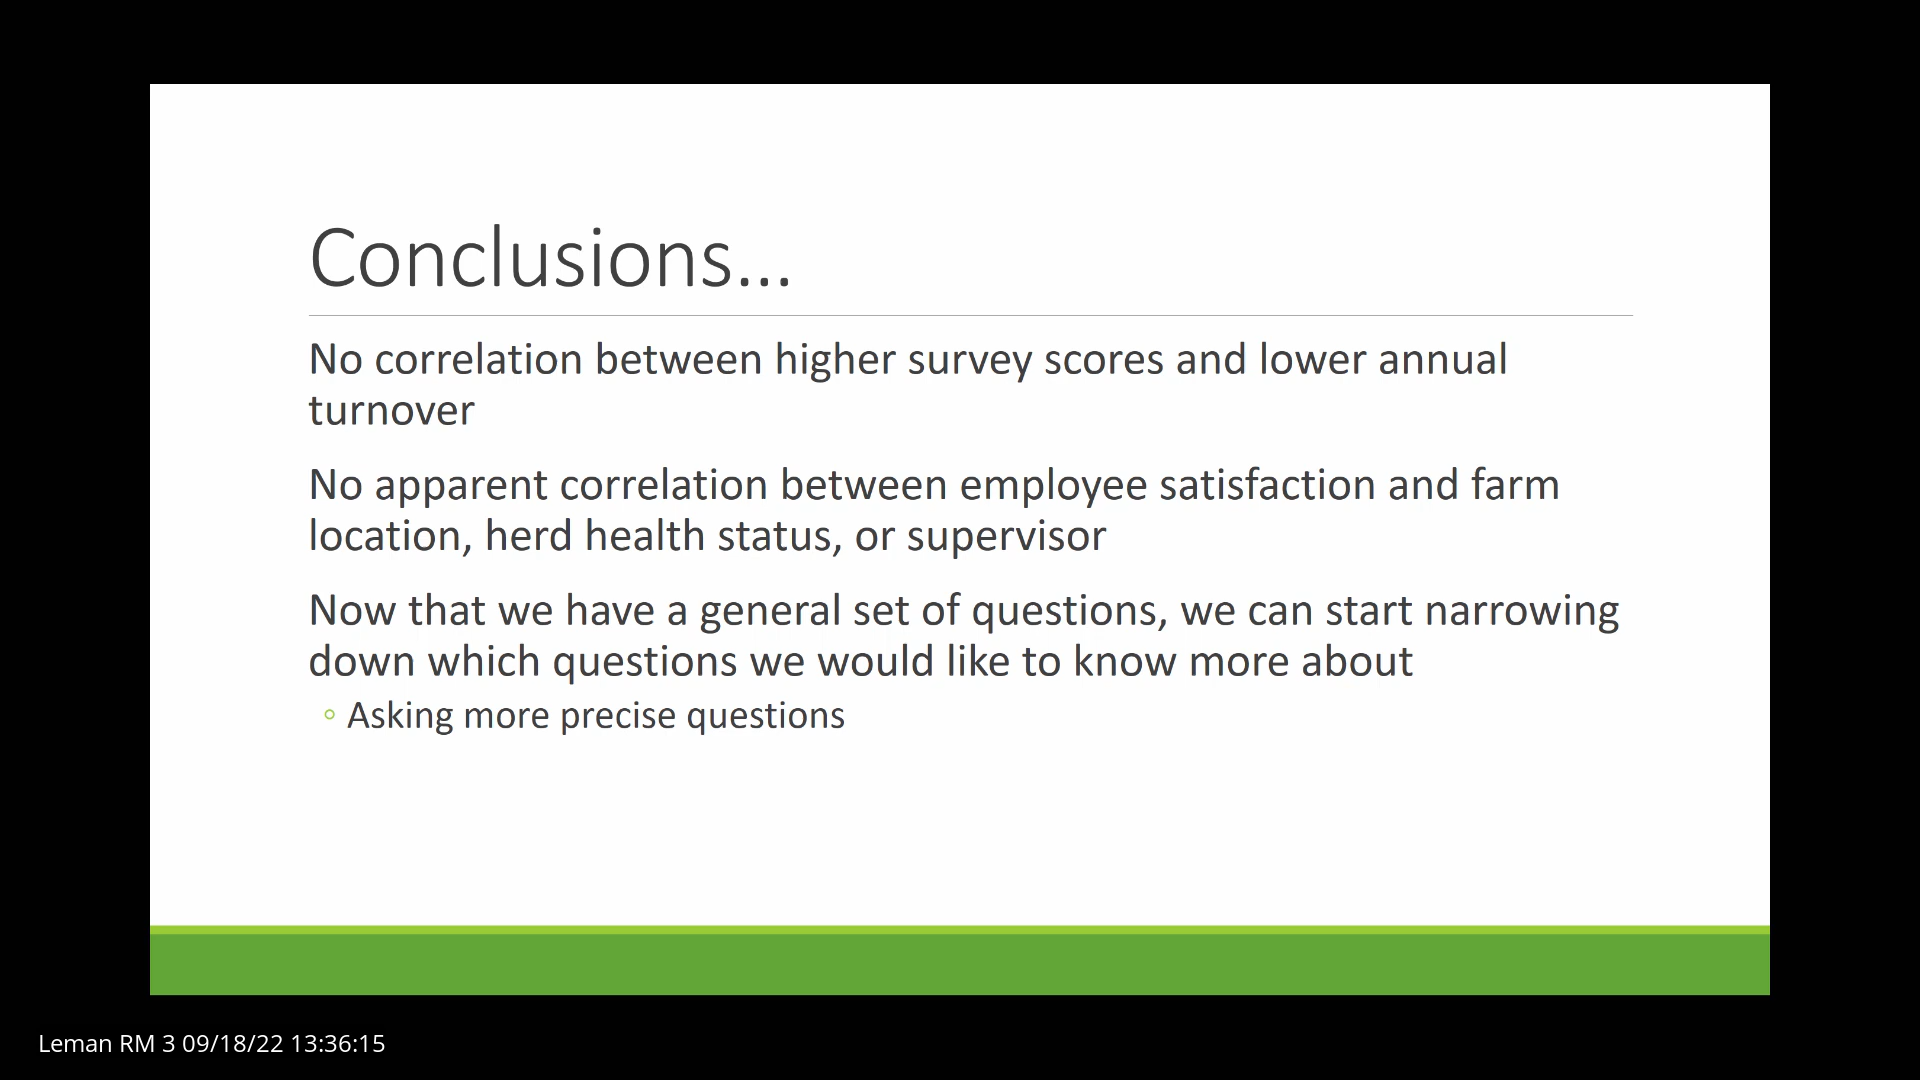 Conclusions...
No correlation between higher survey scores and lower annual
turnover
No apparent correlation between employee satisfaction and farm
location, herd health status, or supervisor
Now that we have a general set of questions, we can start narrowing
down which questions we would like to know more about
◦ Asking more precise questions
Leman RM 3 09/18/22 13:36:15